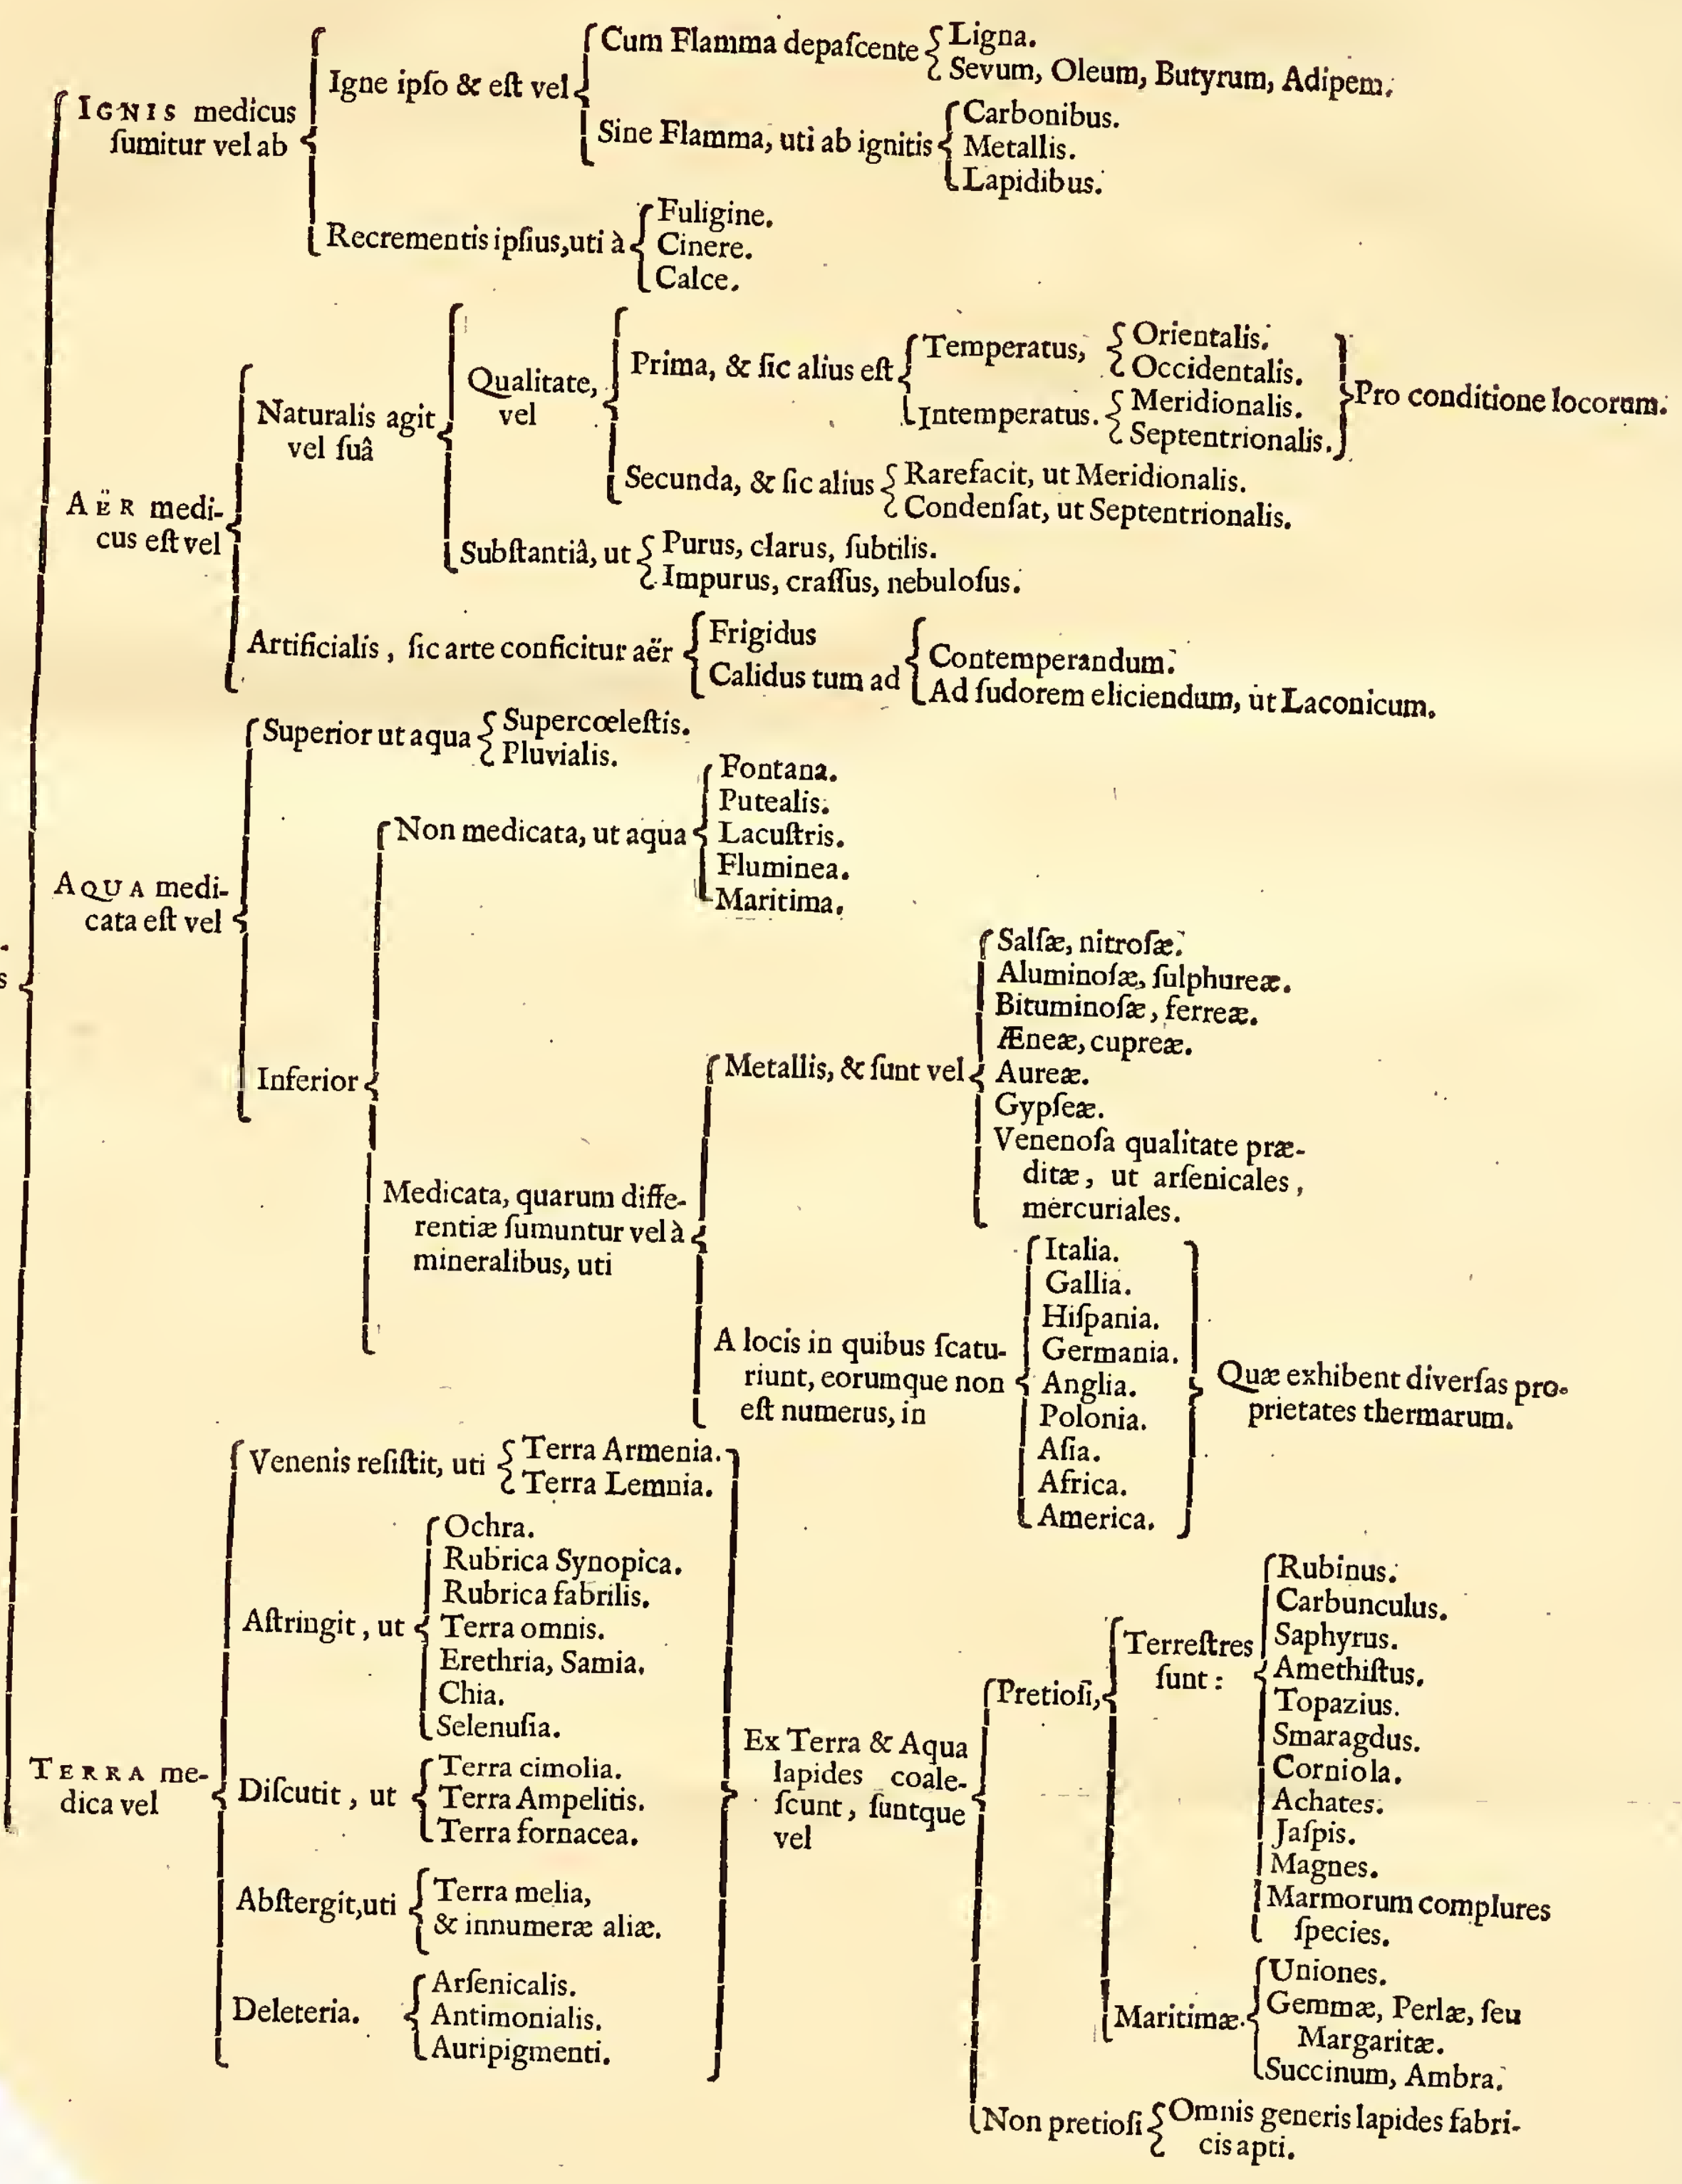 IGNIS medicus
ſumitur vel ab
Igne ipſo & eſt vel
Cum Flamma depaſcente
Ligna.
Sevum, Oleum, Butyrum, Adipem.
Sine Flamma, uti ab ignitis
Carbonibus.
Metallis.
Lapidibus.
Recrementis ipſius, uti à
Fuligine.
Cinere.
Calce.
AËR medi-
cus eſt vel
Naturalis agit
vel ſuâ
Qualitate,
vel
Prima, & ſic alius eſt
Temperatus,
Orientalis.
Occidentalis.
Intemperatus.
Meridionalis.
Septentrionalis.
Pro conditione locorum.
Secunda, & ſic alius
Rarefacit, ut Meridionalis.
Condenſat, ut Septentrionalis.
Subſtantiâ, ut
Purus, clarus, ſubtilis.
Impurus, craſſus, nebuloſus.
Artificialis, ſic arte conficitur aër
Frigidus
Calidus tum ad
Contemperandum.
Ad ſudorem eliciendum, ut Laconicum.
AQUA medi-
cata eſt vel
Superior ut aqua
Supercœleſtis.
Pluvialis.
Inferior
Non medicata, ut aqua
Fontana.
Putealis.
Lacuſtris.
Fluminea.
Maritima.
Medicata, quarum diffe-
rentiæ ſumuntur vel à
mineralibus, uti
Metallis, & ſunt vel
Salſæ, nitroſæ.
Aluminoſæ, ſulphureæ.
Bituminoſæ, ferreæ.
Æneæ, cupreæ.
Aureæ.
Gypſeæ.
Venenoſa qualitate præ-
ditæ, ut arſenicales,
mercuriales.
A locis in quibus ſcatu-
riunt, eorumque non
eſt numerus, in
Italia.
Gallia.
Hiſpania.
Germania.
Anglia.
Polonia.
Aſia.
Africa.
America.
Quæ exhibent diverſas pro-
prietates thermarum.
TERRA me-
dica vel
Venenis reſiſtit, uti
Terra Armenia.
Terra Lemnia.
Aſtringit, ut
Ochra.
Rubrica Synopica.
Rubrica fabrilis.
Terra omnis.
Erethria, Samia.
Chia.
Selenuſia.
Diſcutit, ut
Terra cimolia.
Terra Ampelitis.
Terra fornacea.
Abſtergit, uti
Terra melia,
& innumeræ aliæ.
Deleteria.
Arſenicalis.
Antimonialis.
Auripigmenti.
Ex Terra & Aqua
lapides coale-
ſcunt, ſuntque
vel
Pretioſi,
Terreſtres
ſunt:
Rubinus.
Carbunculus.
Saphyrus.
Amethiſtus.
Topazius.
Smaragdus.
Corniola.
Achates.
Jaſpis.
Magnes.
Marmorum complures
ſpecies.
Maritimæ.
Uniones.
Gemmæ, Perlæ, ſeu
Margaritæ.
Succinum, Ambra.
Non pretioſi
Omnis generis lapides fabri-
cis apti.